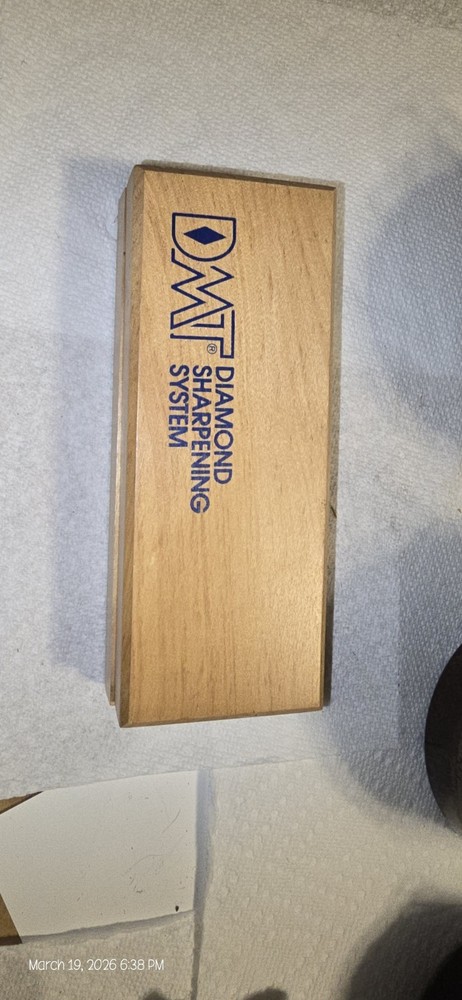 DMT®
DIAMOND
SHARPENING
SYSTEM
March 19, 2026 6:38 PM